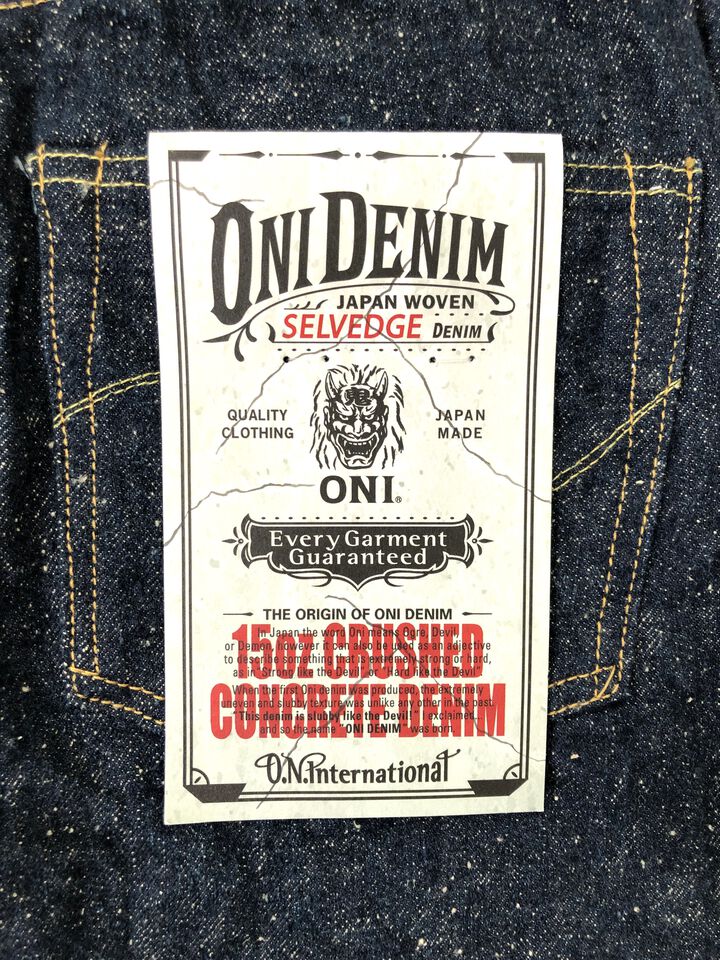 ONI DENIM
JAPAN WOVEN
SELVEDGE DENIM
QUALITY CLOTHING
JAPAN MADE
ONI®
Every Garment
Guaranteed
THE ORIGIN OF ONI DENIM
15oz CRUSHED
CONCRETE DENIM
In Japan the word Oni means Ogre, Devil
or Demon, however it can also be used as an adjective
to describe something that is extremely strong or hard,
as in "Strong like the Devil" or "Hard like the Devil".
When the first Oni denim was produced, the extremely
uneven and slubby texture was unlike any other in the past.
"This denim is slubby like the Devil!" I exclaimed...
and so the name "ONI DENIM" was born.
O.N.International